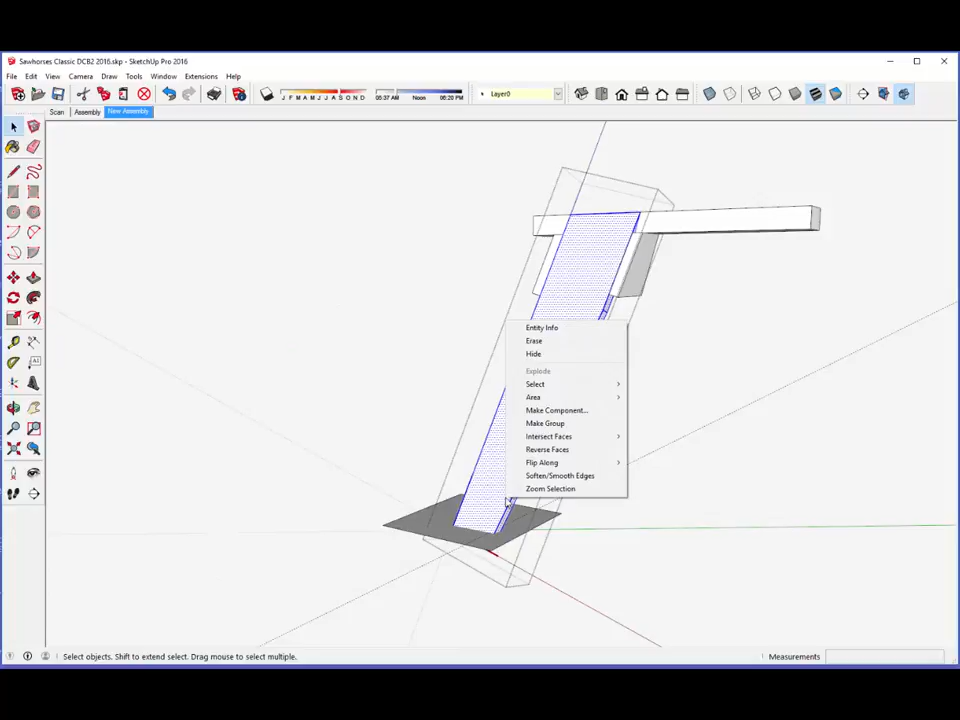 Sawhorses Classic DCB2 2016.skp - SketchUp Pro 2016
File Edit View Camera Draw Tools Window Extensions Help
J F M A M J J A S O N D
05:37 AM Noon 06:20 PM
Layer0
Scan Assembly New Assembly
Entity Info
Erase
Hide
Explode
Select
Area
Make Component...
Make Group
Intersect Faces
Reverse Faces
Flip Along
Soften/Smooth Edges
Zoom Selection
Select objects. Shift to extend select. Drag mouse to select multiple.
Measurements